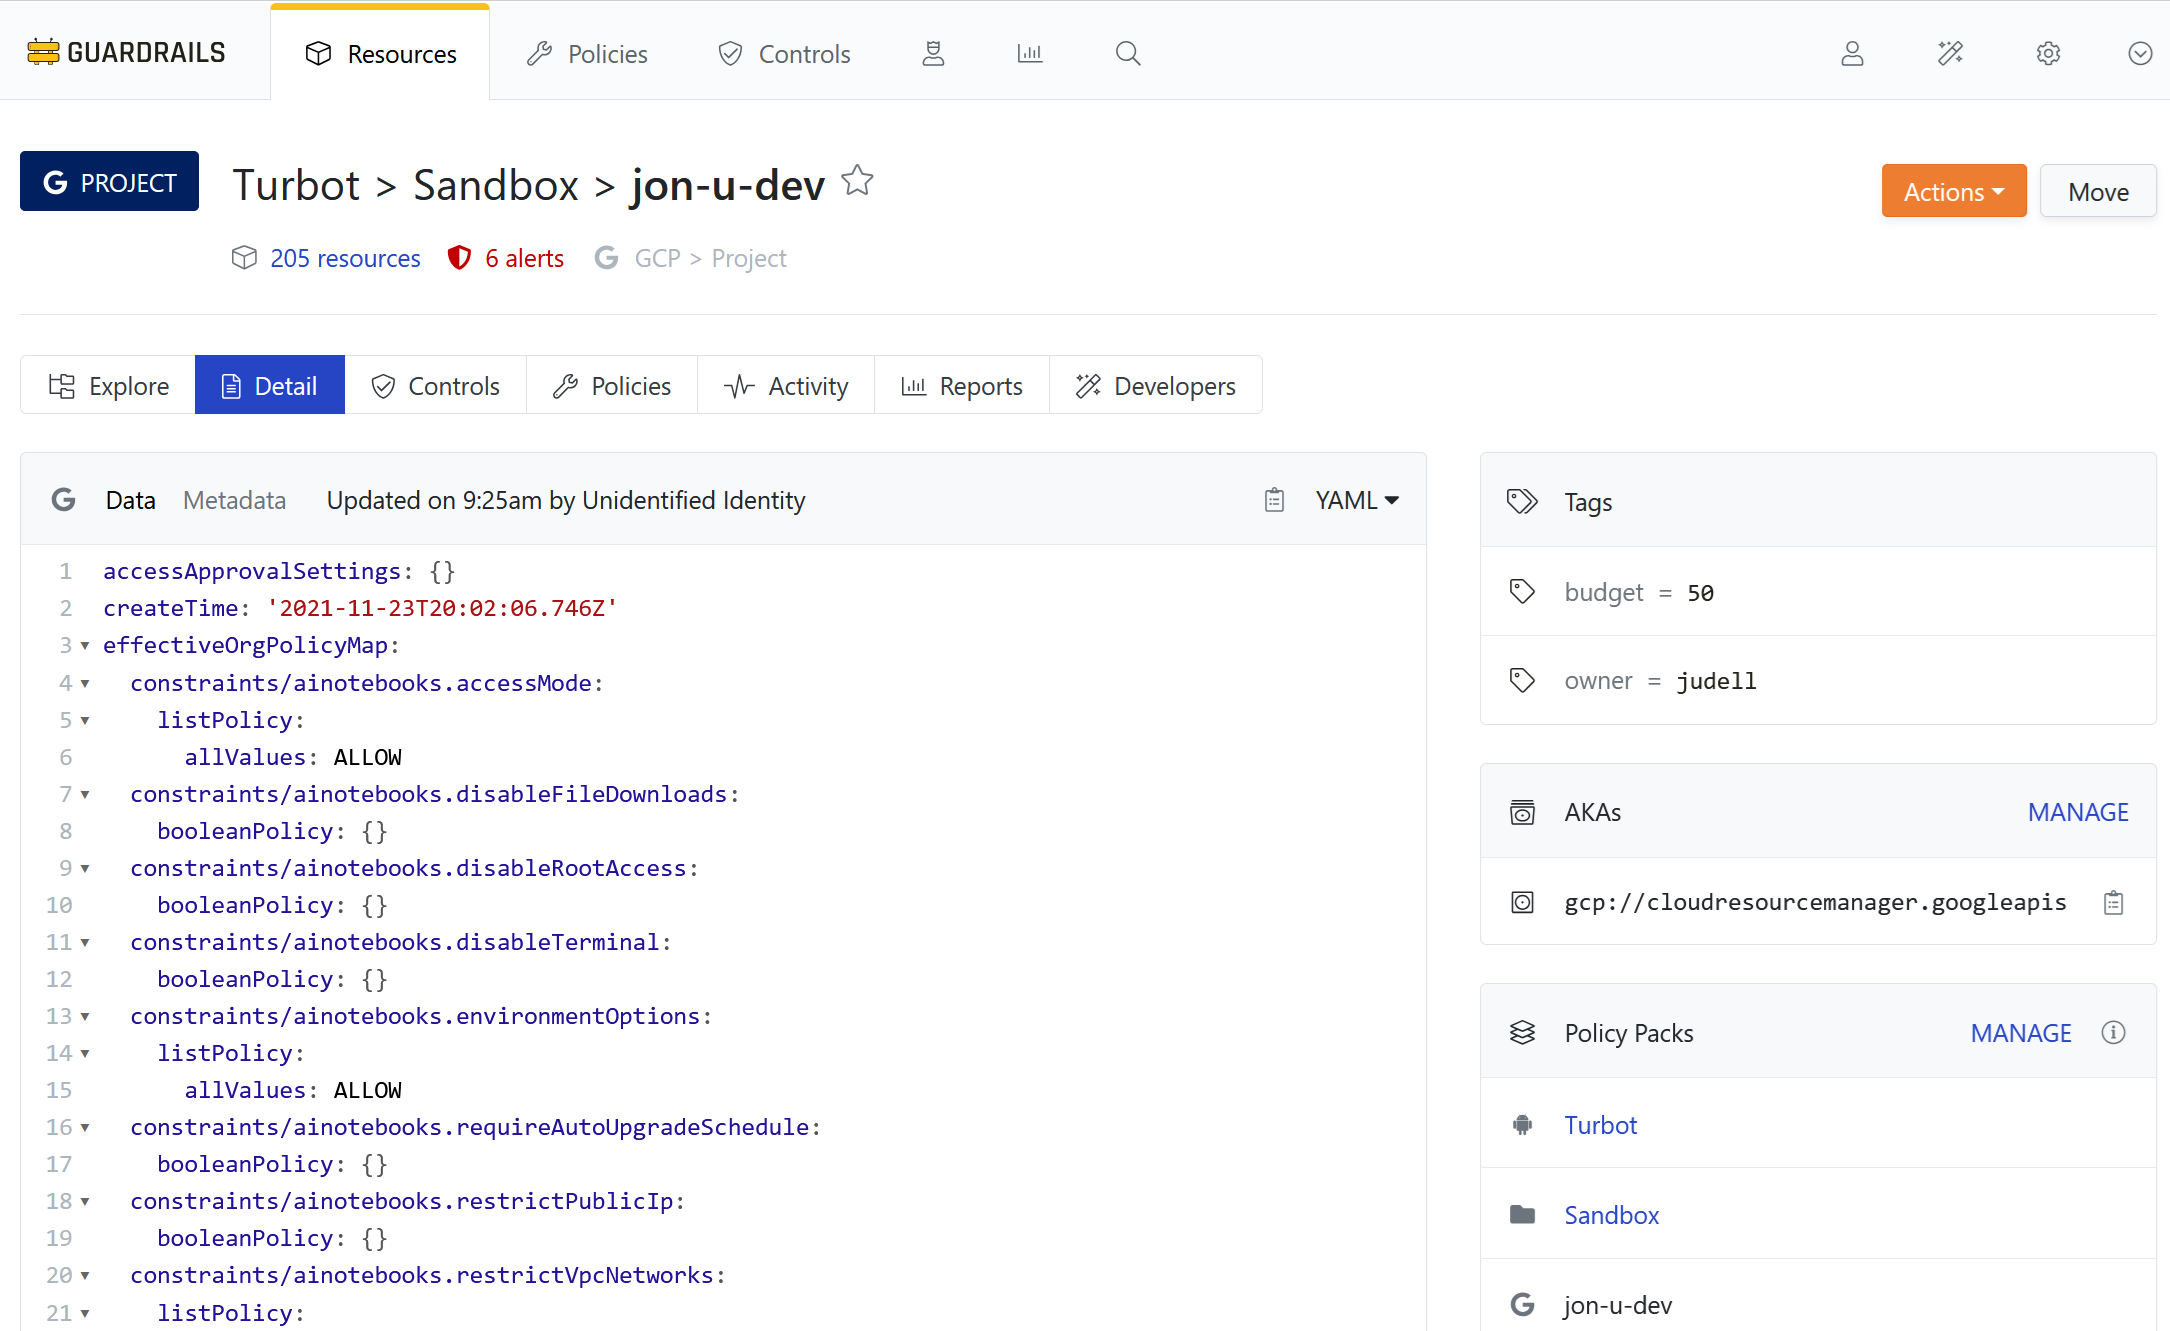 GUARDRAILS
Resources
Policies
Controls
G PROJECT
Turbot > Sandbox > jon-u-dev
Actions
Move
205 resources
6 alerts
GCP > Project
Explore
Detail
Controls
Policies
Activity
Reports
Developers
Data
Metadata
Updated on 9:25am by Unidentified Identity
YAML
1 accessApprovalSettings: {}
2 createTime: '2021-11-23T20:02:06.746Z'
3 effectiveOrgPolicyMap:
4 constraints/ainotebooks.accessMode:
5 listPolicy:
6 allValues: ALLOW
7 constraints/ainotebooks.disableFileDownloads:
8 booleanPolicy: {}
9 constraints/ainotebooks.disableRootAccess:
10 booleanPolicy: {}
11 constraints/ainotebooks.disableTerminal:
12 booleanPolicy: {}
13 constraints/ainotebooks.environmentOptions:
14 listPolicy:
15 allValues: ALLOW
16 constraints/ainotebooks.requireAutoUpgradeSchedule:
17 booleanPolicy: {}
18 constraints/ainotebooks.restrictPublicIp:
19 booleanPolicy: {}
20 constraints/ainotebooks.restrictVpcNetworks:
21 listPolicy:
Tags
budget = 50
owner = judell
AKAs
MANAGE
gcp://cloudresourcemanager.googleapis
Policy Packs
MANAGE
Turbot
Sandbox
jon-u-dev